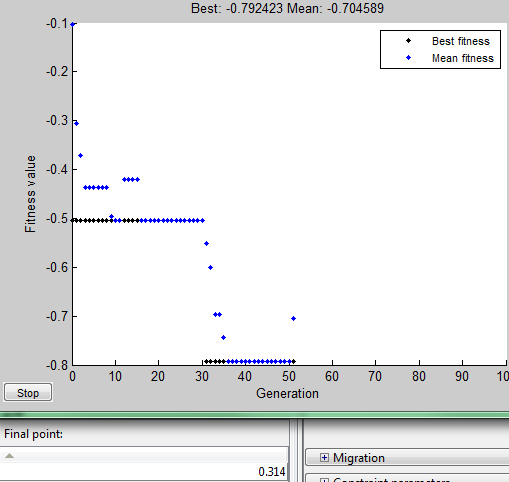 Best: -0.792423 Mean: -0.704589
-0.1
-0.2
-0.3
-0.4
-0.5
-0.6
-0.7
-0.8
Fitness value
Best fitness
Mean fitness
0 10 20 30 40 50 60 70 80 90 10
Generation
Stop
Final point:
0.314
Migration
Constraint parameters